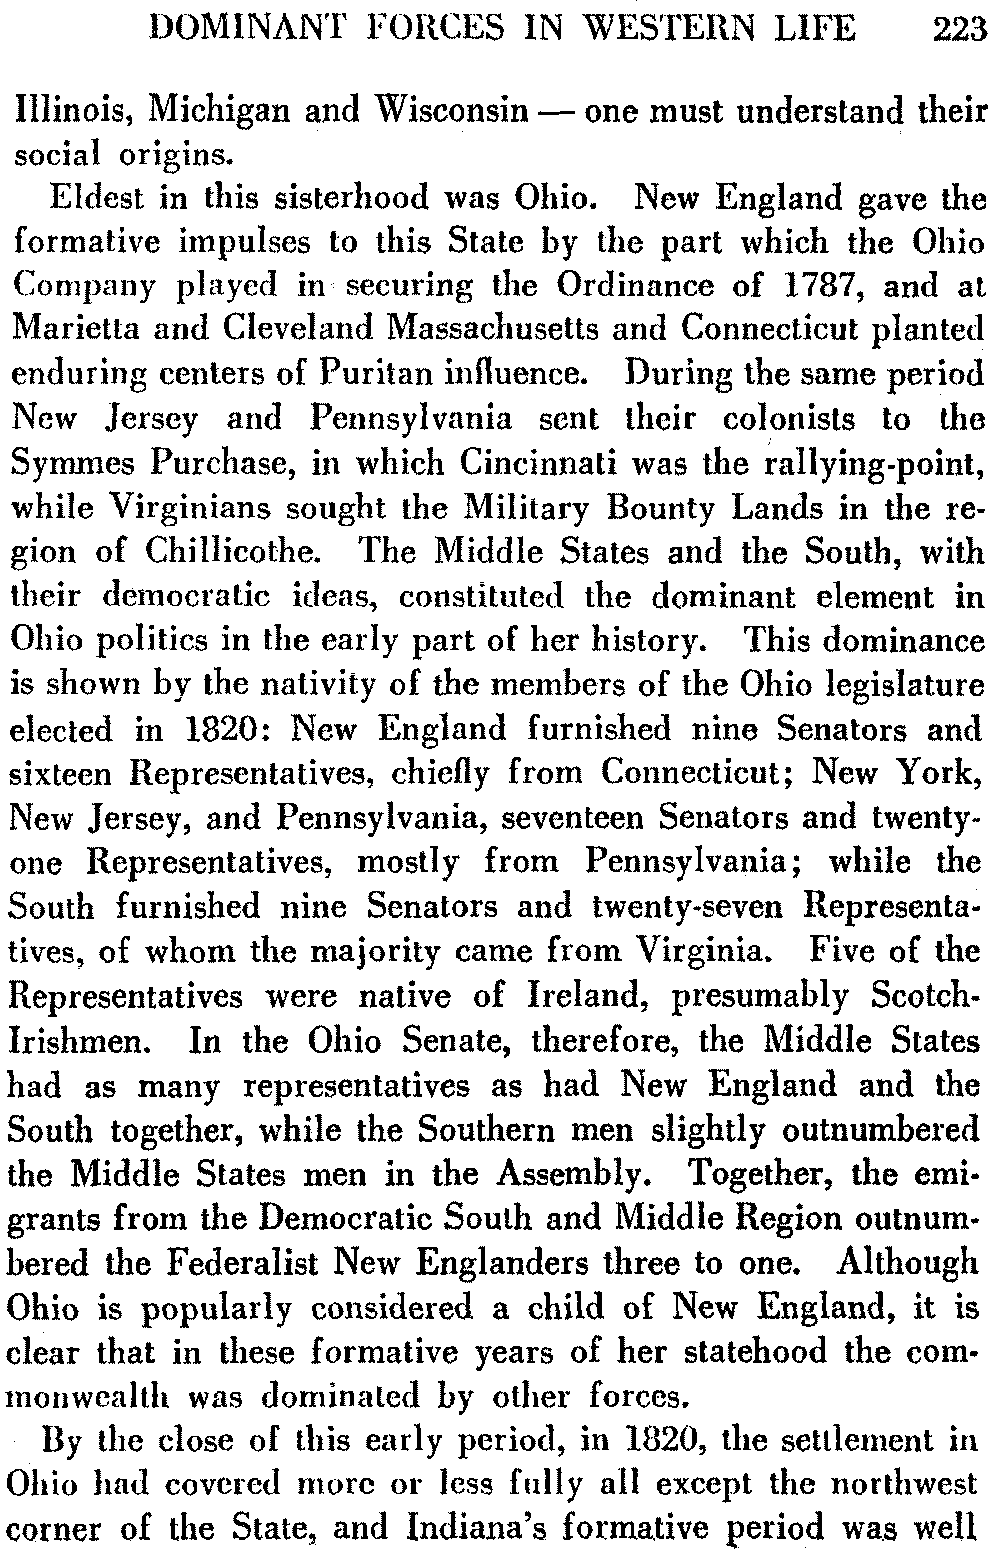 DOMINANT FORCES IN WESTERN LIFE 223
Illinois, Michigan and Wisconsin — one must understand their
social origins.
Eldest in this sisterhood was Ohio. New England gave the
formative impulses to this State by the part which the Ohio
Company played in securing the Ordinance of 1787, and at
Marietta and Cleveland Massachusetts and Connecticut planted
enduring centers of Puritan influence. During the same period
New Jersey and Pennsylvania sent their colonists to the
Symmes Purchase, in which Cincinnati was the rallying-point,
while Virginians sought the Military Bounty Lands in the re-
gion of Chillicothe. The Middle States and the South, with
their democratic ideas, constituted the dominant element in
Ohio politics in the early part of her history. This dominance
is shown by the nativity of the members of the Ohio legislature
elected in 1820: New England furnished nine Senators and
sixteen Representatives, chiefly from Connecticut; New York,
New Jersey, and Pennsylvania, seventeen Senators and twenty-
one Representatives, mostly from Pennsylvania; while the
South furnished nine Senators and twenty-seven Representa-
tives, of whom the majority came from Virginia. Five of the
Representatives were native of Ireland, presumably Scotch-
Irishmen. In the Ohio Senate, therefore, the Middle States
had as many representatives as had New England and the
South together, while the Southern men slightly outnumbered
the Middle States men in the Assembly. Together, the emi-
grants from the Democratic South and Middle Region outnum-
bered the Federalist New Englanders three to one. Although
Ohio is popularly considered a child of New England, it is
clear that in these formative years of her statehood the com-
monwealth was dominated by other forces.
By the close of this early period, in 1820, the settlement in
Ohio had covered more or less fully all except the northwest
corner of the State, and Indiana's formative period was well